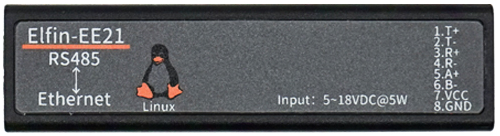 Elfin-EE21
RS485
Ethernet
Linux
Input: 5~18VDC@5W
1.T+
2.T-
3.R+
4.R-
5.A+
6.B-
7.VCC
8.GND